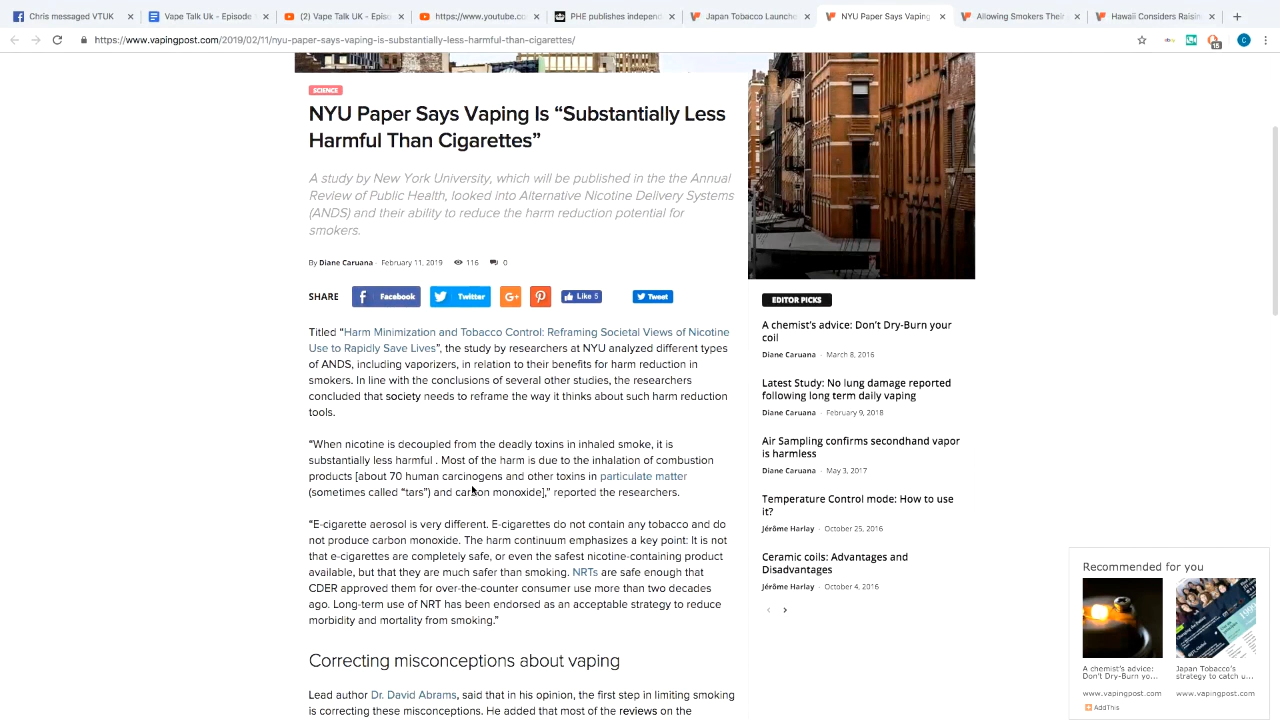 Chris messaged VTUK
Vape Talk Uk - Episode
(2) Vape Talk UK - Episo
https://www.youtube.co
PHE publishes independ
Japan Tobacco Launche
NYU Paper Says Vaping
Allowing Smokers Thei
Hawaii Considers Raisin
https://www.vapingpost.com/2019/02/11/nyu-paper-says-vaping-is-substantially-less-harmful-than-cigarettes/
15
C
SCIENCE
NYU Paper Says Vaping Is “Substantially Less
Harmful Than Cigarettes”
A study by New York University, which will be published in the the Annual
Review of Public Health, looked into Alternative Nicotine Delivery Systems
(ANDS) and their ability to reduce the harm reduction potential for
smokers.
By Diane Caruana - February 11, 2019 116 0
SHARE Facebook Twitter G+ Like 5 Tweet
Titled “Harm Minimization and Tobacco Control: Reframing Societal Views of Nicotine
Use to Rapidly Save Lives”, the study by researchers at NYU analyzed different types
of ANDS, including vaporizers, in relation to their benefits for harm reduction in
smokers. In line with the conclusions of several other studies, the researchers
concluded that society needs to reframe the way it thinks about such harm reduction
tools.
“When nicotine is decoupled from the deadly toxins in inhaled smoke, it is
substantially less harmful . Most of the harm is due to the inhalation of combustion
products [about 70 human carcinogens and other toxins in particulate matter
(sometimes called “tars”) and carbon monoxide],” reported the researchers.
“E-cigarette aerosol is very different. E-cigarettes do not contain any tobacco and do
not produce carbon monoxide. The harm continuum emphasizes a key point: It is not
that e-cigarettes are completely safe, or even the safest nicotine-containing product
available, but that they are much safer than smoking. NRTs are safe enough that
CDER approved them for over-the-counter consumer use more than two decades
ago. Long-term use of NRT has been endorsed as an acceptable strategy to reduce
morbidity and mortality from smoking.”
Correcting misconceptions about vaping
Lead author Dr. David Abrams, said that in his opinion, the first step in limiting smoking
is correcting these misconceptions. He added that most of the reviews on the
EDITOR PICKS
A chemist’s advice: Don’t Dry-Burn your
coil
Diane Caruana - March 8, 2016
Latest Study: No lung damage reported
following long term daily vaping
Diane Caruana - February 9, 2018
Air Sampling confirms secondhand vapor
is harmless
Diane Caruana - May 3, 2017
Temperature Control mode: How to use
it?
Jérôme Harlay - October 25, 2016
Ceramic coils: Advantages and
Disadvantages
Jérôme Harlay - October 4, 2016
Recommended for you
A chemist's advice:
Don't Dry-Burn yo...
www.vapingpost.com
Japan Tobacco's
strategy to catch u...
www.vapingpost.com
AddThis